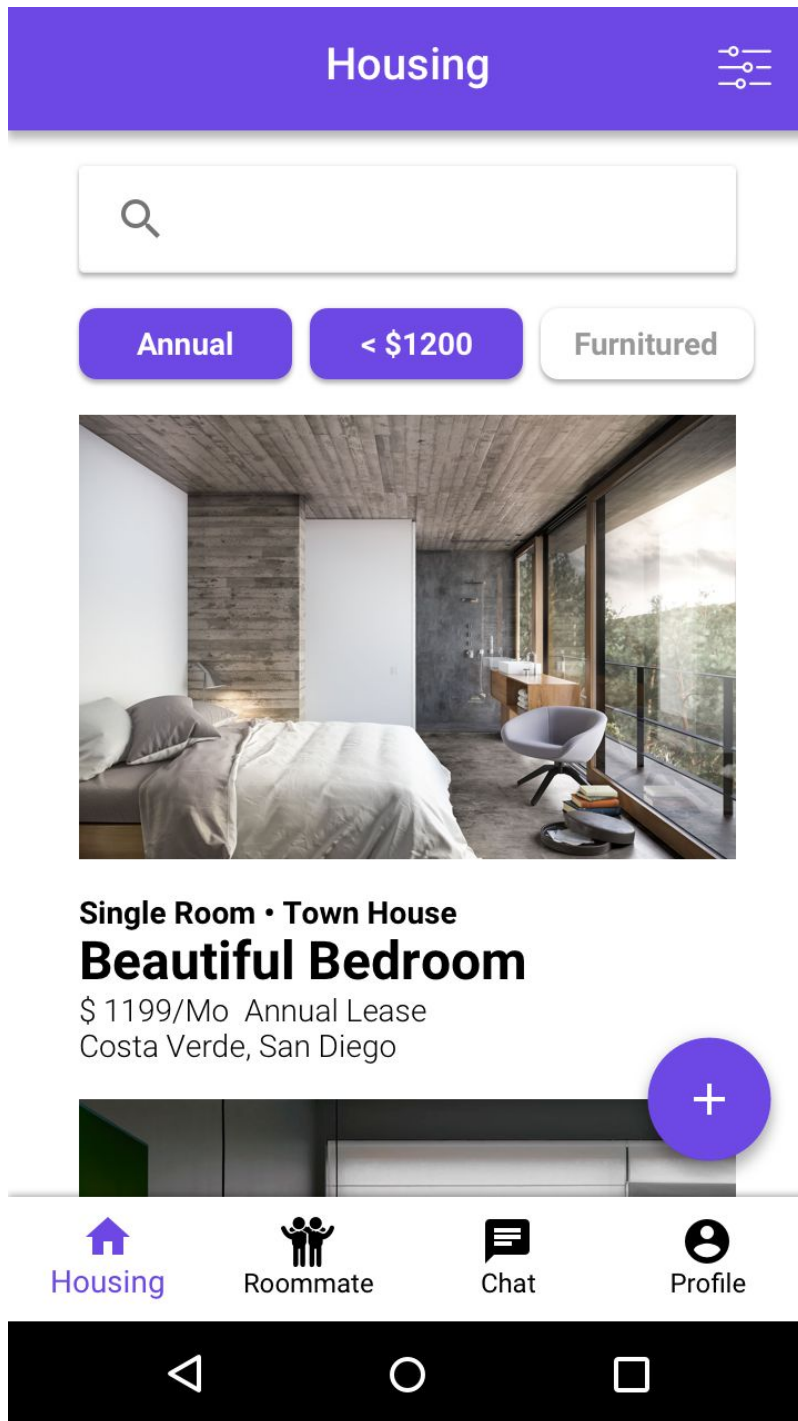 Housing
Annual < $1200 Furnitured
Single Room • Town House
Beautiful Bedroom
$ 1199/Mo Annual Lease
Costa Verde, San Diego
+
Housing Roommate Chat Profile